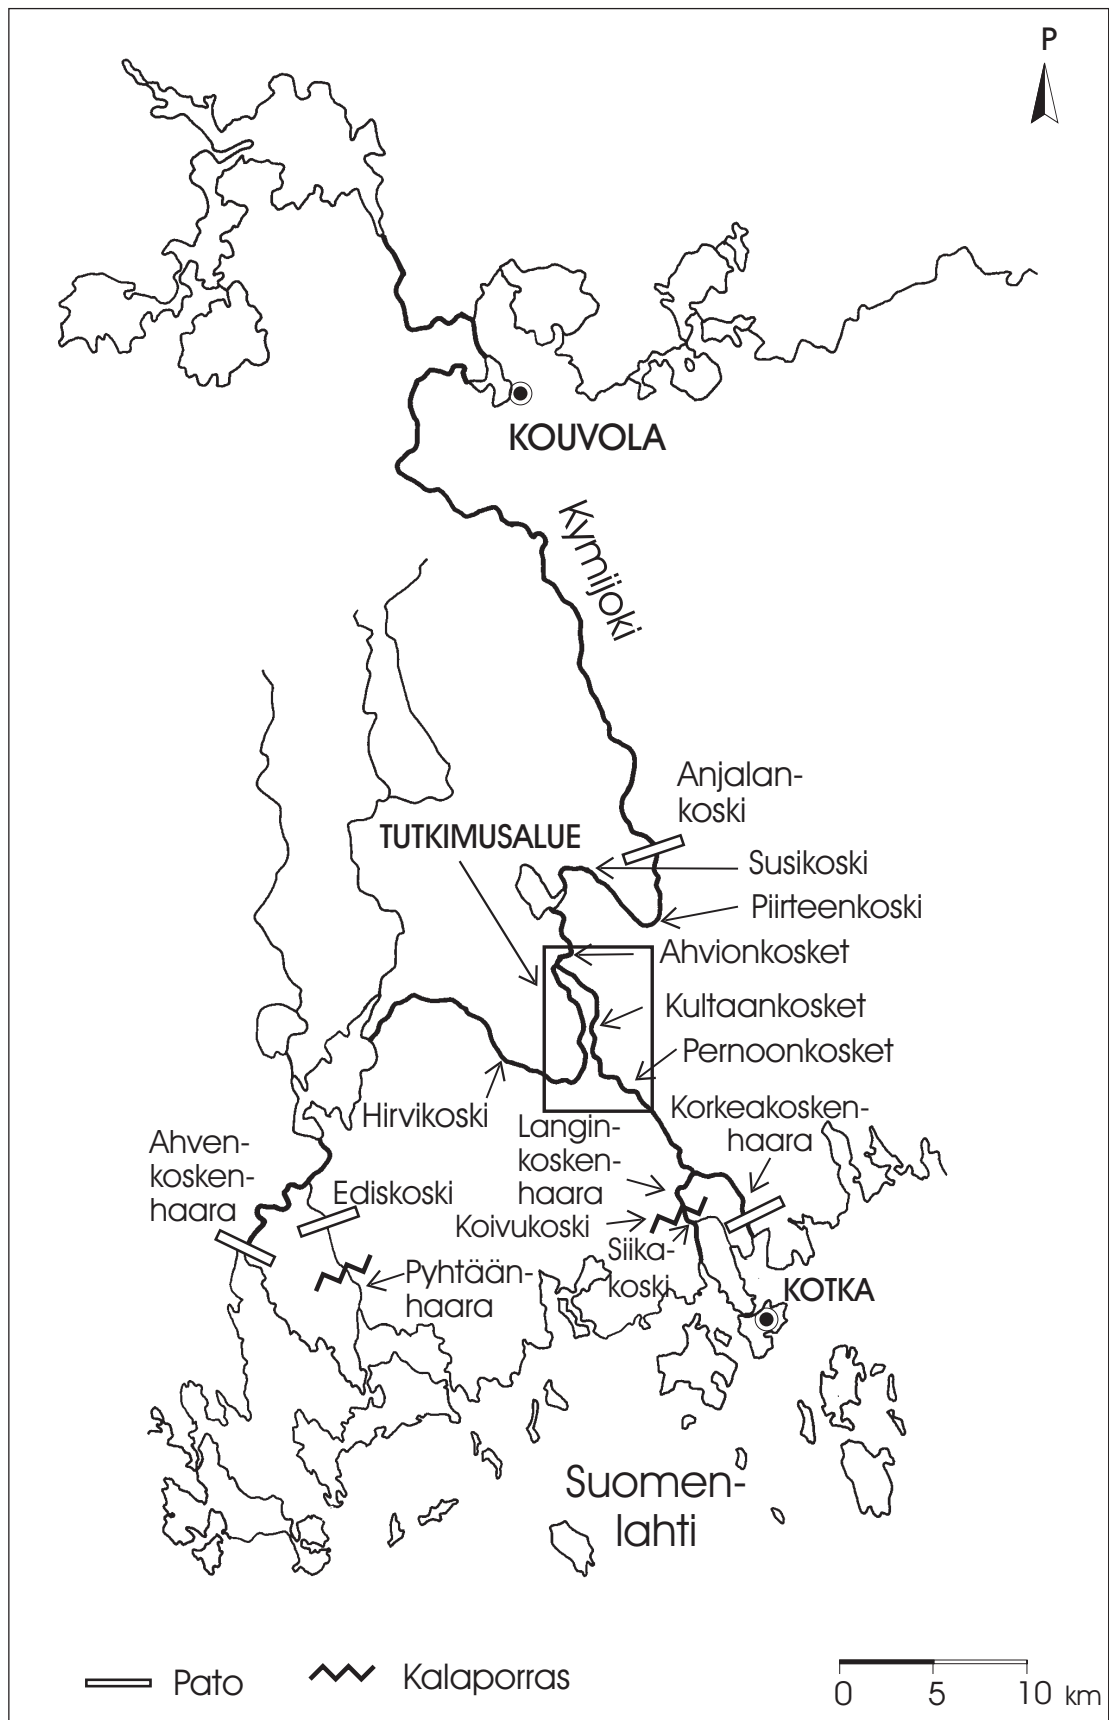 P
KOUVOLA
Kymijoki
Anjalan-
koski
TUTKIMUSALUE
Susikoski
Piirteenkoski
Ahvionkosket
Kultaankosket
Pernoonkosket
Hirvikoski
Korkeakosken-
haara
Langin-
kosken-
haara
Ahven-
kosken-
haara
Ediskoski
Koivukoski
Siika-
koski
Pyhtään-
haara
KOTKA
Suomen-
lahti
Pato
Kalaporras
0 5 10 km